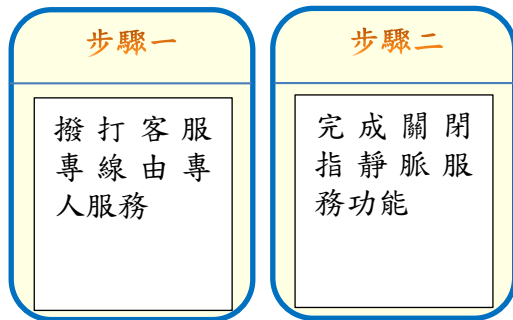 步驟一
撥打客服
專線由專
人服務
步驟二
完成關閉
指靜脈服
務功能